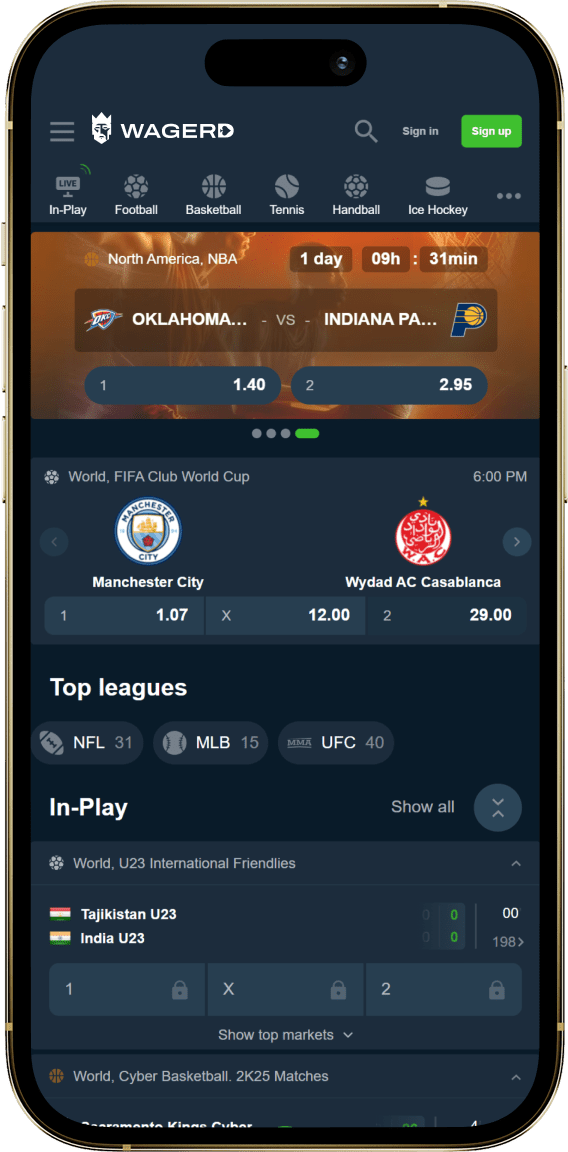 WAGERD
Sign in
Sign up
LIVE
In-Play
Football
Basketball
Tennis
Handball
Ice Hockey
North America, NBA
1 day
09h : 31min
OKC
OKLAHOMA...
- VS -
INDIANA PA...
1 1.40
2 2.95
World, FIFA Club World Cup
6:00 PM
MANCHESTER
CITY
W.A.C
Manchester City
Wydad AC Casablanca
1 1.07
X 12.00
2 29.00
Top leagues
NFL 31
MLB 15
MMA UFC 40
In-Play
Show all
World, U23 International Friendlies
Tajikistan U23
0 0
00'
India U23
0 0
198>
1
X
2
Show top markets
World, Cyber Basketball. 2K25 Matches
Sacramento Kings Cyber